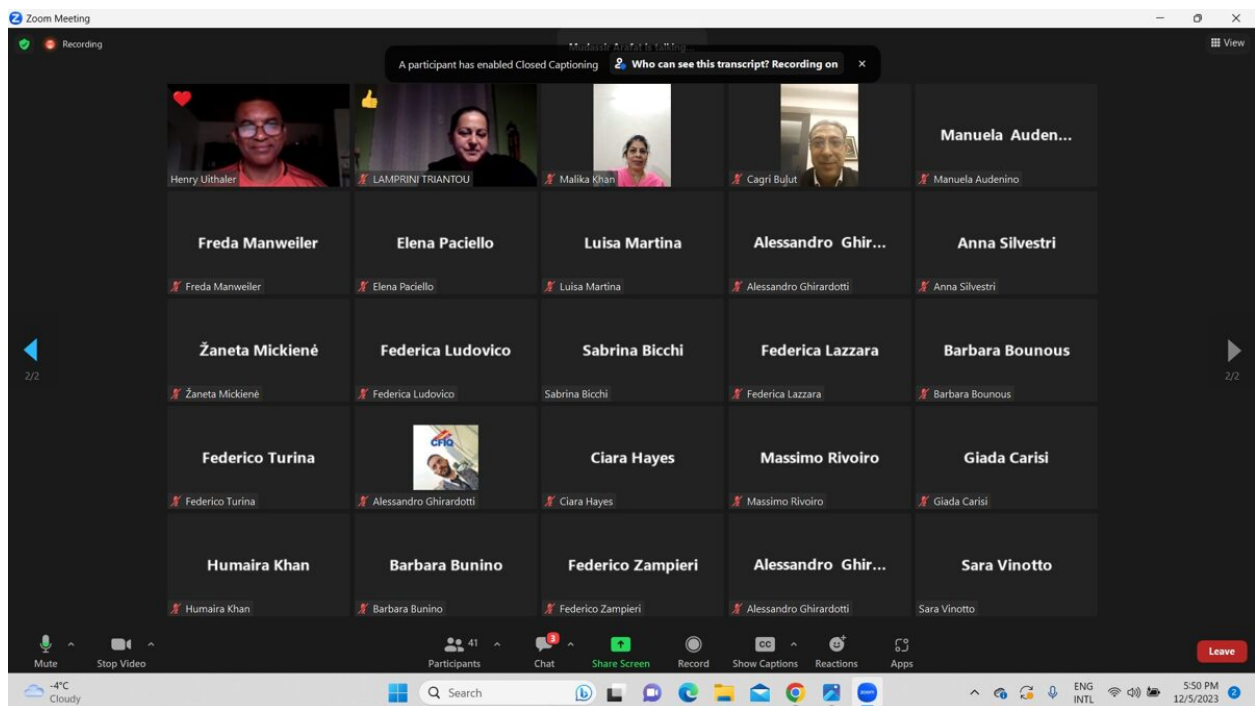 Zoom Meeting
Recording
Mudassir Arafat is talking...
View
A participant has enabled Closed Captioning Who can see this transcript? Recording on
Manuela Auden...
Henry Uithaler
LAMPRINI TRIANTOU
Malika Khan
Cagri Bulut
Manuela Audenino
Freda Manweiler
Elena Paciello
Luisa Martina
Alessandro Ghir...
Anna Silvestri
Freda Manweiler
Elena Paciello
Luisa Martina
Alessandro Ghirardotti
Anna Silvestri
Žaneta Mickienė
Federica Ludovico
Sabrina Bicchi
Federica Lazzara
Barbara Bounous
2/2
2/2
Žaneta Mickienė
Federica Ludovico
Sabrina Bicchi
Federica Lazzara
Barbara Bounous
CFIQ
Federico Turina
Ciara Hayes
Massimo Rivoiro
Giada Carisi
Federico Turina
Alessandro Ghirardotti
Ciara Hayes
Massimo Rivoiro
Giada Carisi
Humaira Khan
Barbara Bunino
Federico Zampieri
Alessandro Ghir...
Sara Vinotto
Humaira Khan
Barbara Bunino
Federico Zampieri
Alessandro Ghirardotti
Sara Vinotto
41
3
CC
Mute
Stop Video
Participants
Chat
Share Screen
Record
Show Captions
Reactions
Apps
Leave
-4°C
Cloudy
Search
zoom
ENG
INTL
5:50 PM
12/5/2023
2